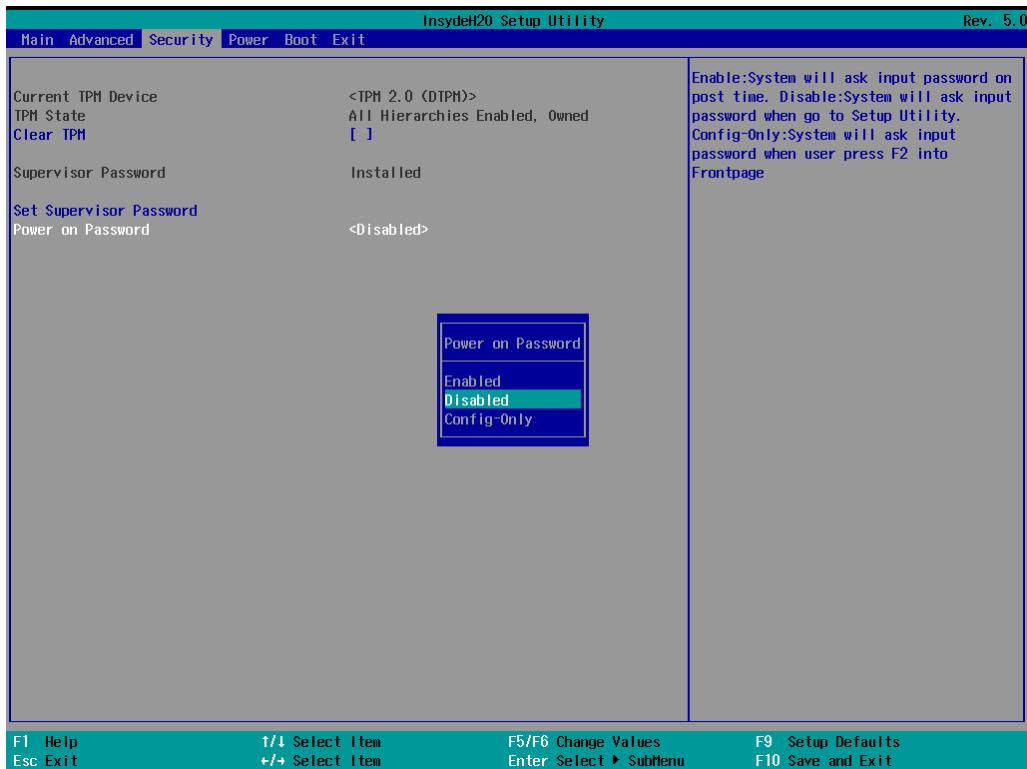 InsydeH20 Setup Utility Rev. 5.0
Main Advanced Security Power Boot Exit
Current TPM Device <TPM 2.0 (DTPM)>
TPM State All Hierarchies Enabled, Owned
Clear TPM [ ]
Supervisor Password Installed
Set Supervisor Password
Power on Password <Disabled>
Power on Password
Enabled
Disabled
Config-Only
Enable:System will ask input password on
post time. Disable:System will ask input
password when go to Setup Utility.
Config-Only:System will ask input
password when user press F2 into
Frontpage
F1 Help ↑/↓ Select Item F5/F6 Change Values F9 Setup Defaults
Esc Exit ←/→ Select Item Enter Select ▶ SubMenu F10 Save and Exit